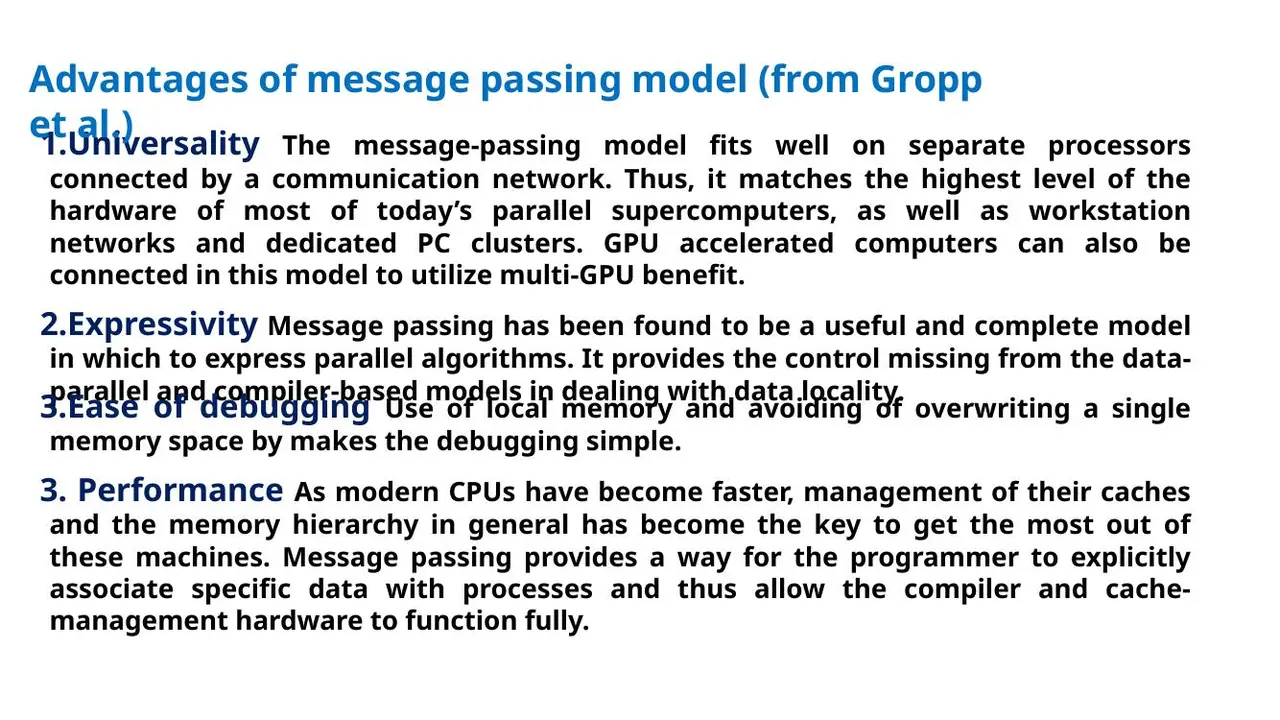 Advantages of message passing model (from Gropp
et al.)
1.Universality The message-passing model fits well on separate processors
connected by a communication network. Thus, it matches the highest level of the
hardware of most of today’s parallel supercomputers, as well as workstation
networks and dedicated PC clusters. GPU accelerated computers can also be
connected in this model to utilize multi-GPU benefit.
2.Expressivity Message passing has been found to be a useful and complete model
in which to express parallel algorithms. It provides the control missing from the data-
parallel and compiler-based models in dealing with data locality.
3.Ease of debugging Use of local memory and avoiding of overwriting a single
memory space by makes the debugging simple.
3. Performance As modern CPUs have become faster, management of their caches
and the memory hierarchy in general has become the key to get the most out of
these machines. Message passing provides a way for the programmer to explicitly
associate specific data with processes and thus allow the compiler and cache-
management hardware to function fully.